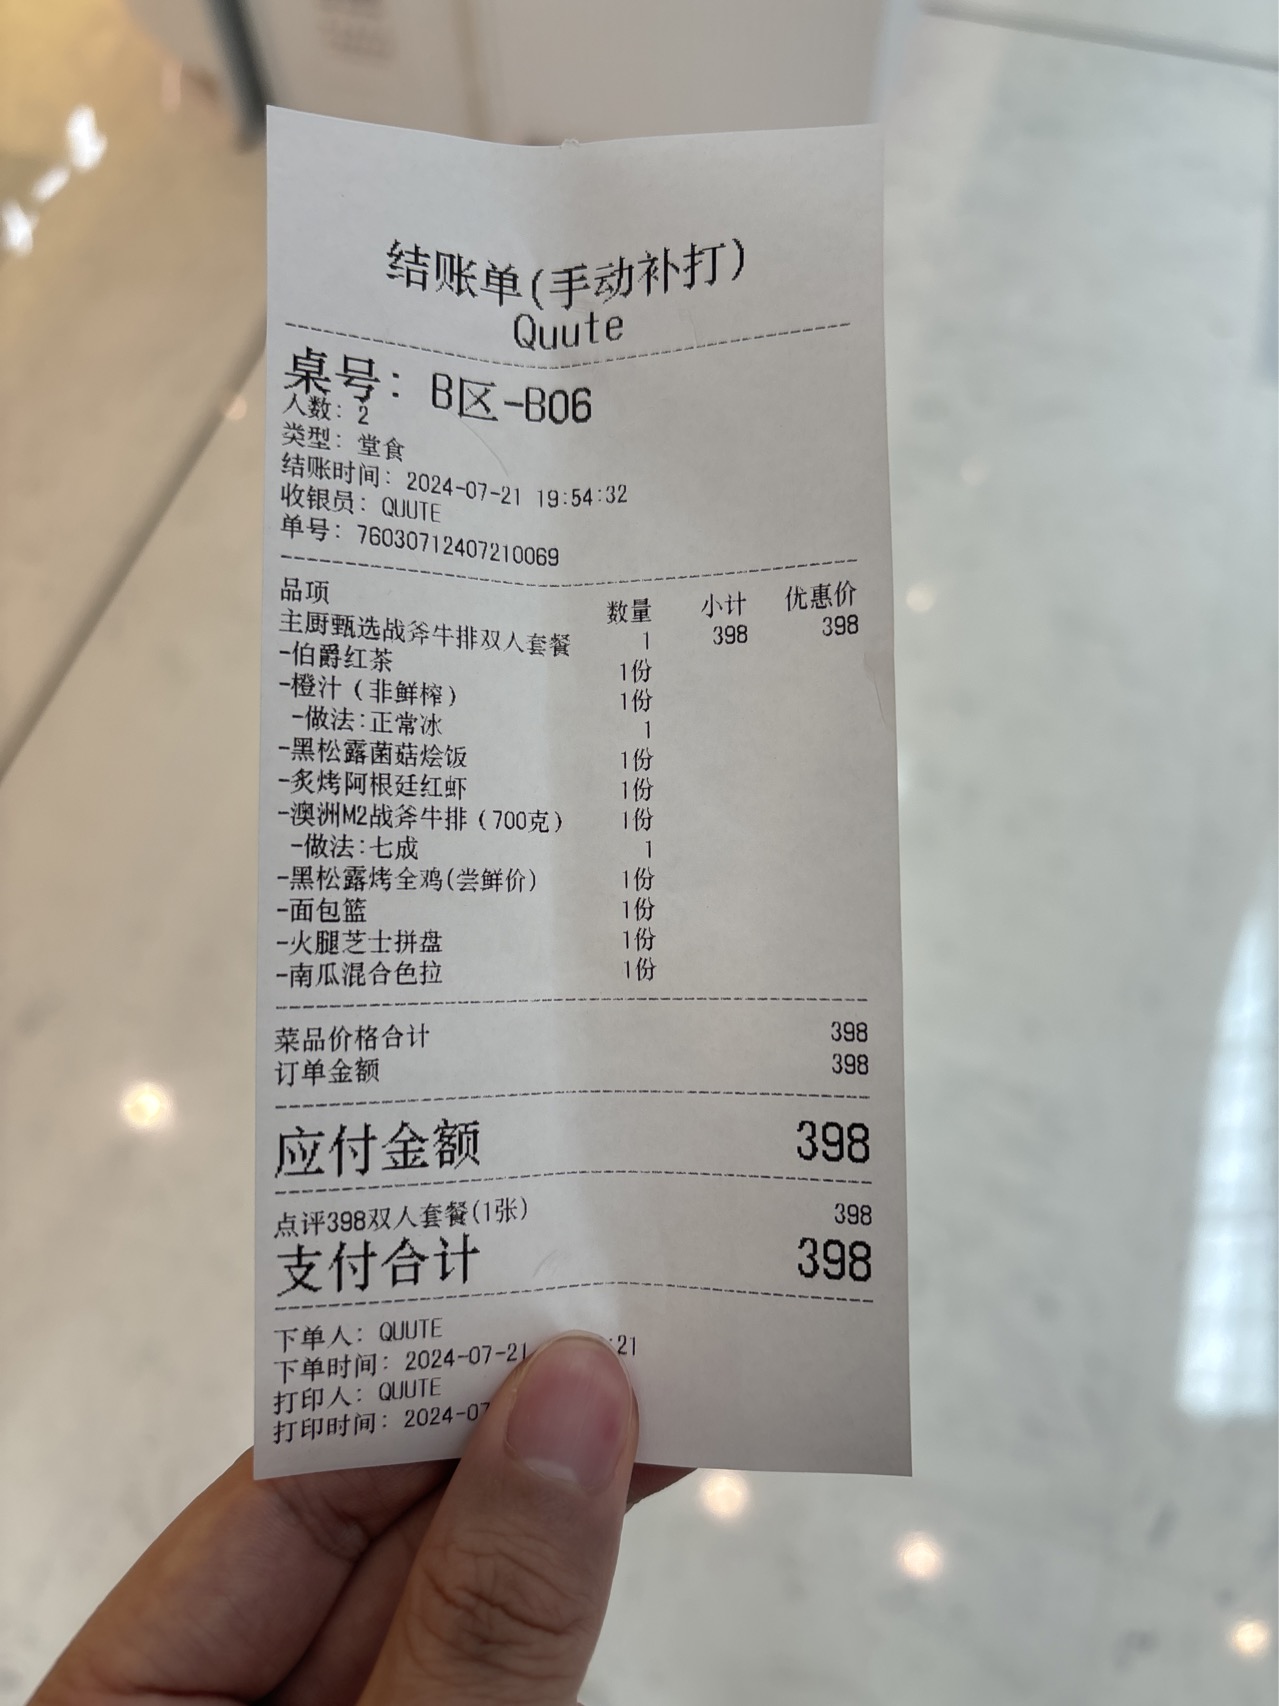 结账单(手动补打)
Quute
桌号: B区-B06
人数: 2
类型: 堂食
结账时间: 2024-07-21 19:54:32
收银员: QUUTE
单号: 76030712407210069
品项 数量 小计 优惠价
主厨甄选战斧牛排双人套餐 1 398 398
-伯爵红茶 1份
-橙汁(非鲜榨) 1份
-做法:正常冰 1
-黑松露菌菇烩饭 1份
-炙烤阿根廷红虾 1份
-澳洲M2战斧牛排(700克) 1份
-做法:七成 1
-黑松露烤全鸡(尝鲜价) 1份
-面包篮 1份
-火腿芝士拼盘 1份
-南瓜混合色拉 1份
菜品价格合计 398
订单金额 398
应付金额 398
点评398双人套餐(1张) 398
支付合计 398
下单人: QUUTE
下单时间: 2024-07-21 :21
打印人: QUUTE
打印时间: 2024-07